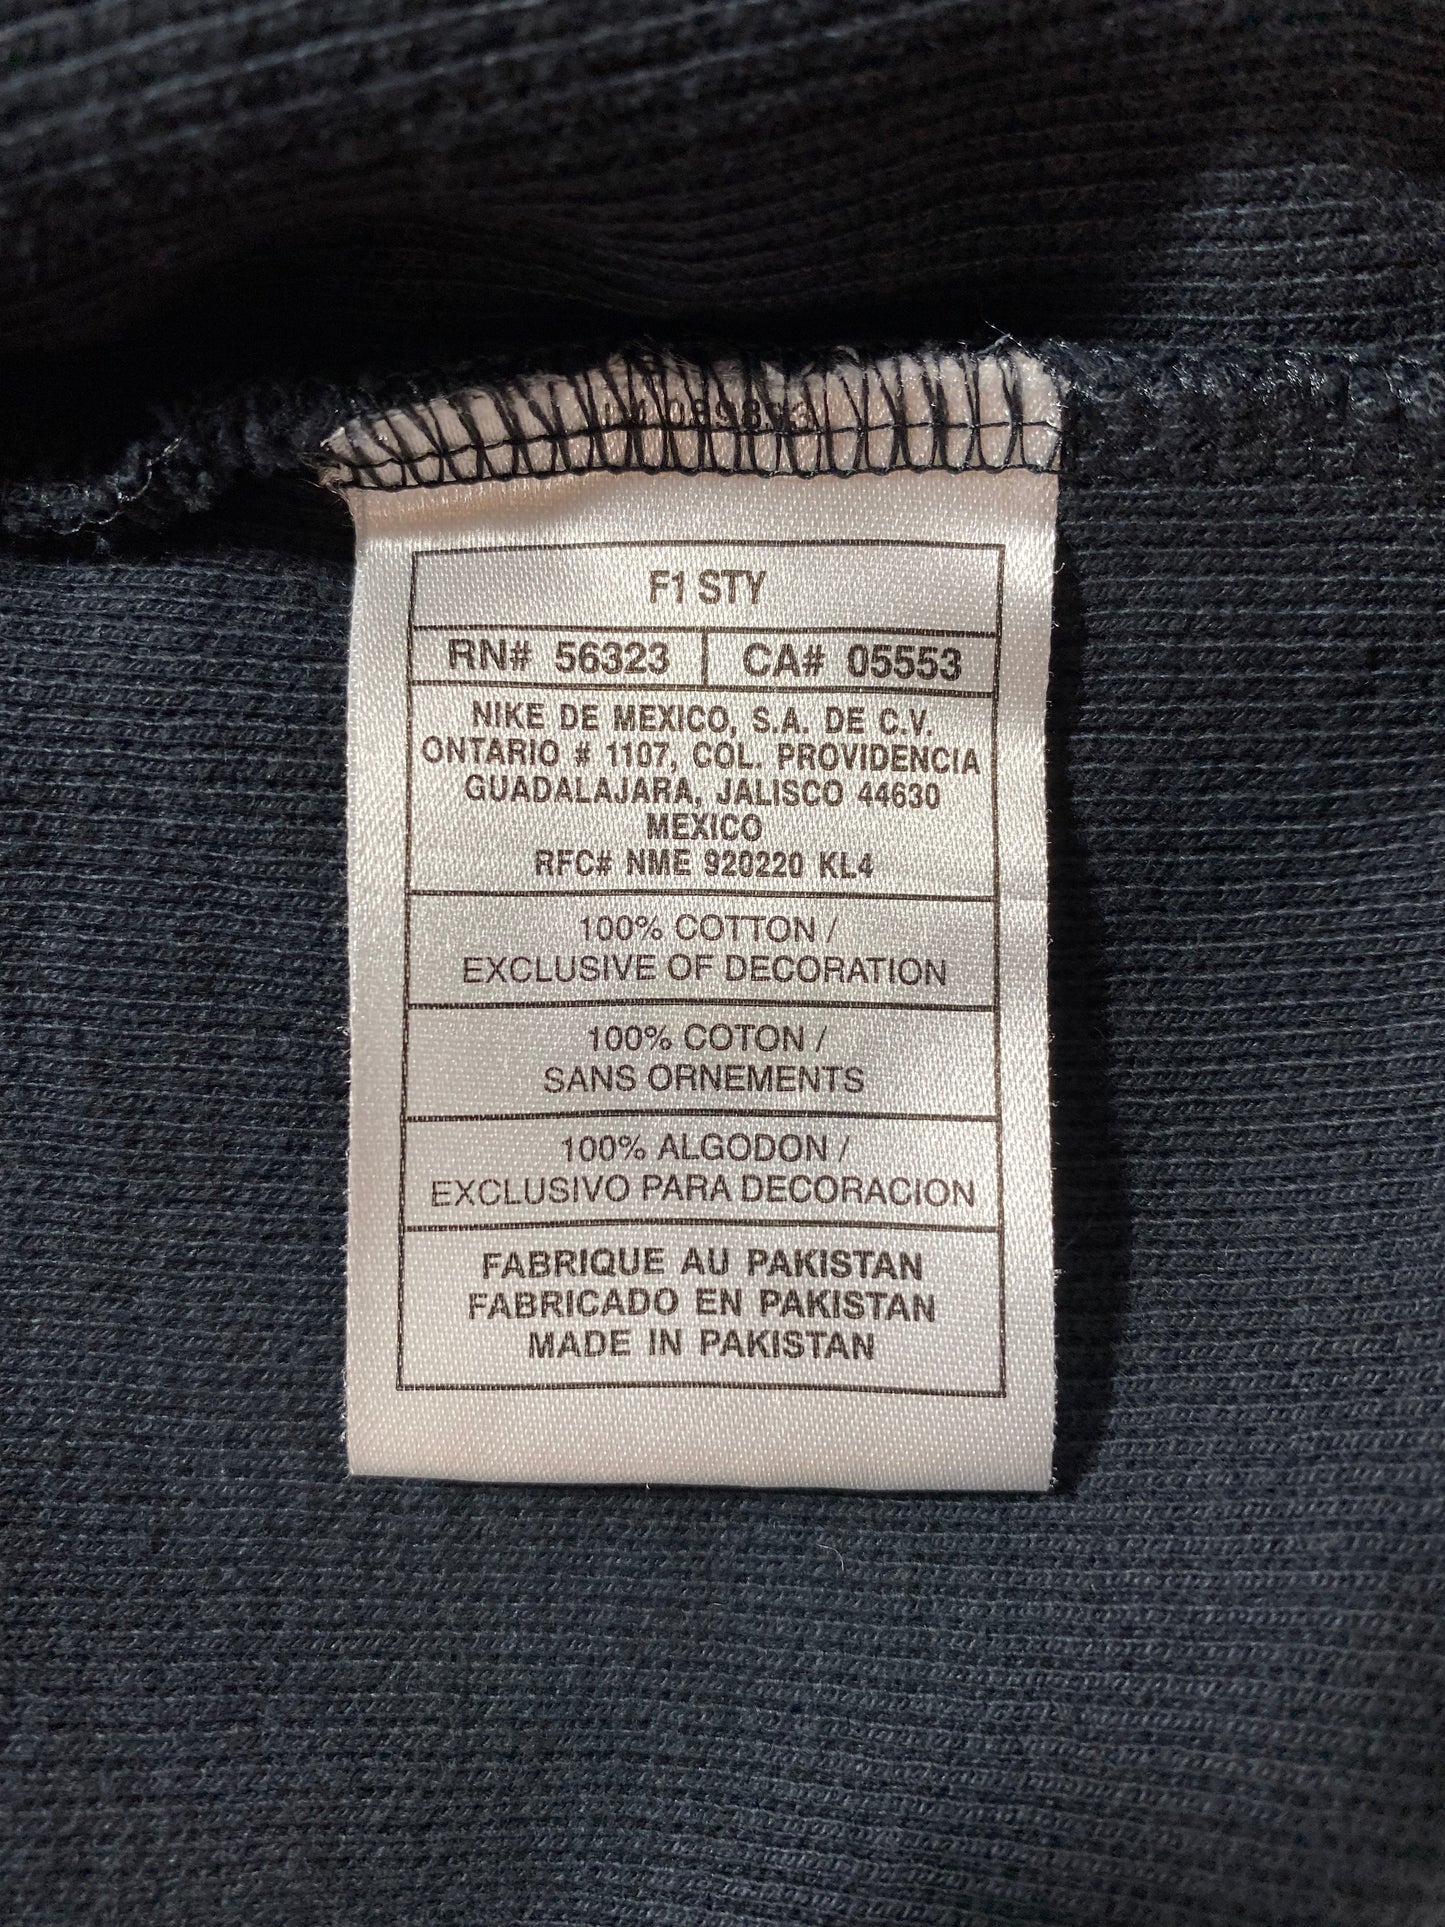 F1 STY
RN# 56323 CA# 05553
NIKE DE MEXICO, S.A. DE C.V.
ONTARIO # 1107, COL. PROVIDENCIA
GUADALAJARA, JALISCO 44630
MEXICO
RFC# NME 920220 KL4
100% COTTON /
EXCLUSIVE OF DECORATION
100% COTON /
SANS ORNEMENTS
100% ALGODON /
EXCLUSIVO PARA DECORACION
FABRIQUE AU PAKISTAN
FABRICADO EN PAKISTAN
MADE IN PAKISTAN